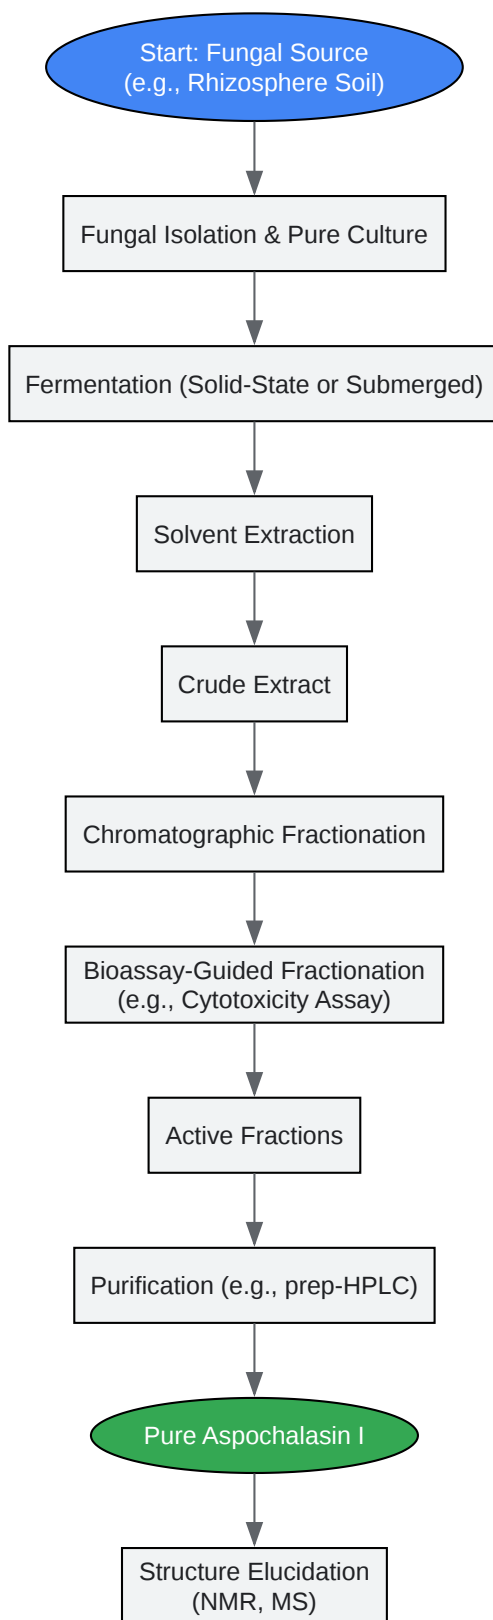 Start: Fungal Source
(e.g., Rhizosphere Soil)
Fungal Isolation & Pure Culture
Fermentation (Solid-State or Submerged)
Solvent Extraction
Crude Extract
Chromatographic Fractionation
Bioassay-Guided Fractionation
(e.g., Cytotoxicity Assay)
Active Fractions
Purification (e.g., prep-HPLC)
Pure Aspochalasin I
Structure Elucidation
(NMR, MS)